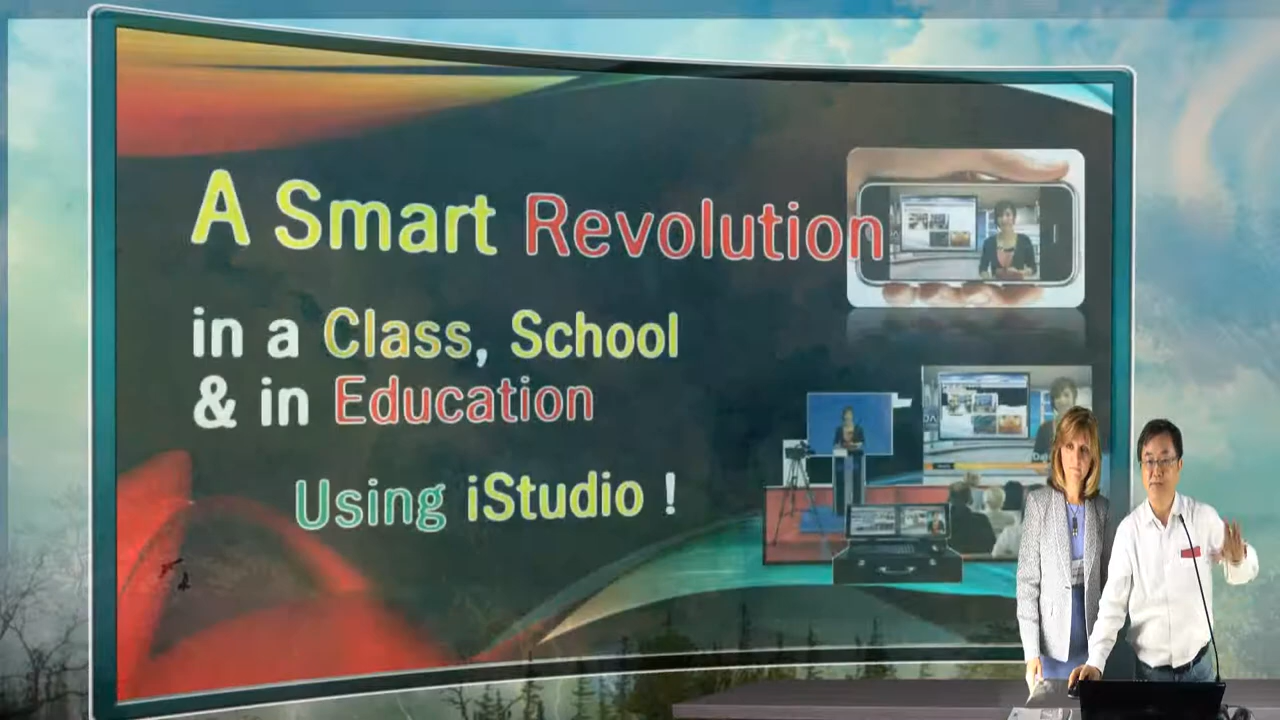 A Smart Revolution
in a Class, School
& in Education
Using iStudio !